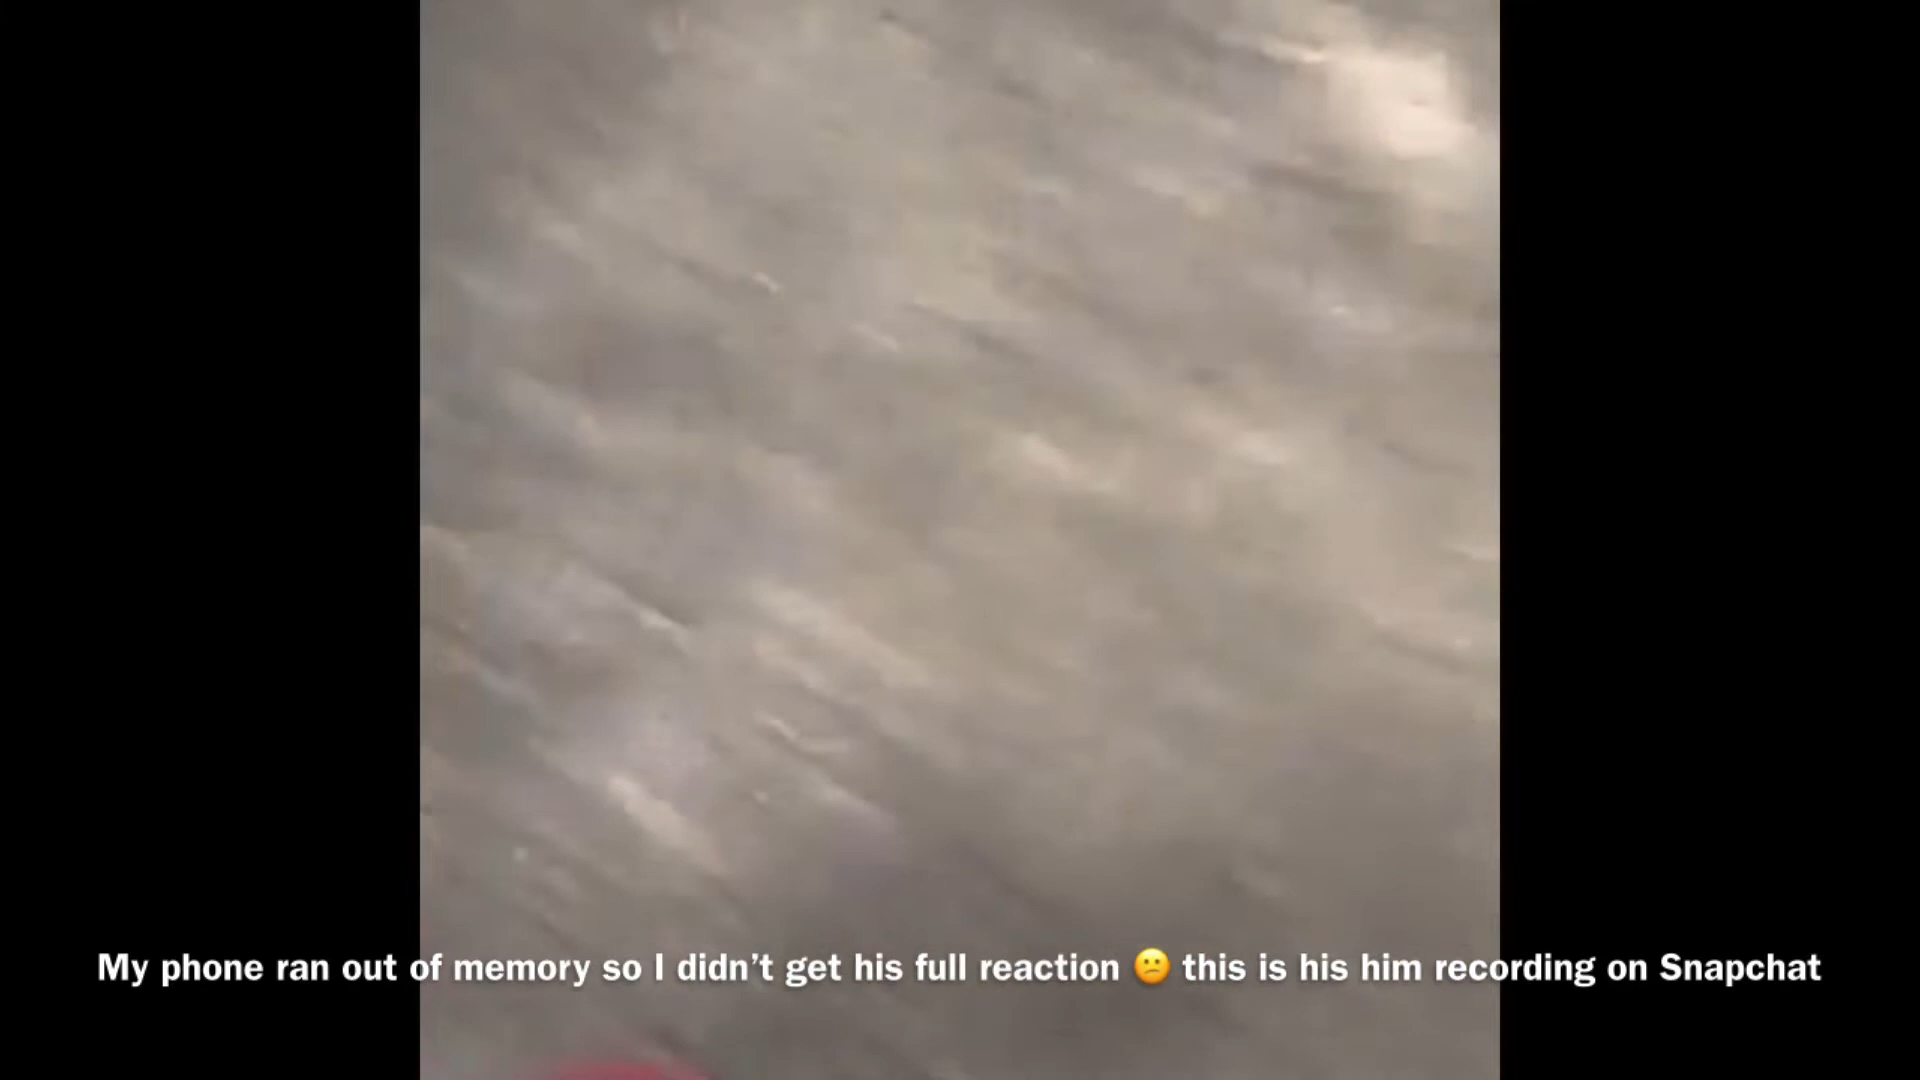 My phone ran out of memory so I didn’t get his full reaction 😕 this is his him recording on Snapchat